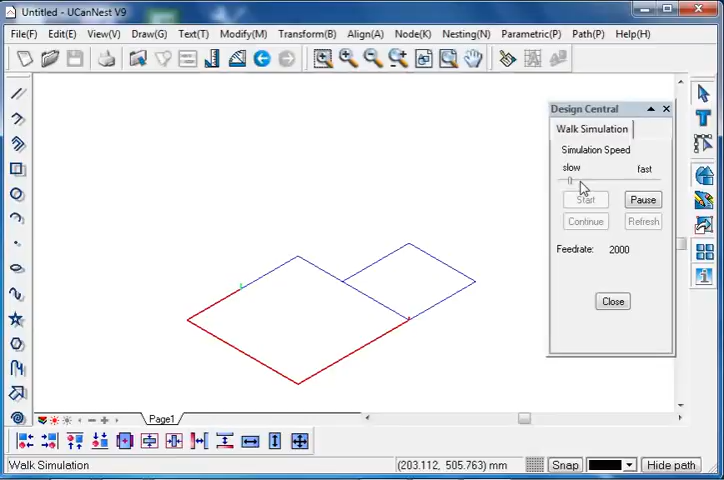 Untitled - UCanNest V9
File(F) Edit(E) View(V) Draw(G) Text(T) Modify(M) Transform(B) Align(A) Node(K) Nesting(N) Parametric(P) Path(P) Help(H)
Design Central
Walk Simulation
Simulation Speed
slow fast
Start Pause
Continue Refresh
Feedrate: 2000
Close
Page1
Walk Simulation (203.112, 505.763) mm Snap Hide path